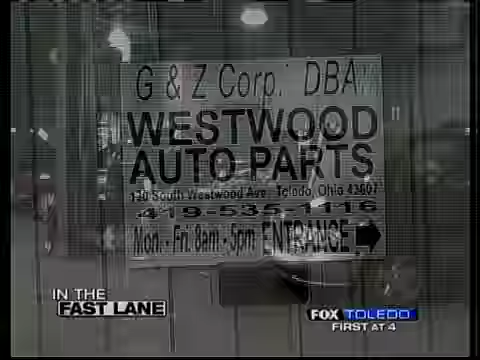 G & Z Corp. DBA
WESTWOOD
AUTO PARTS
130 South Westwood Ave. Toledo, Ohio 43607
419-535-1116
Mon. - Fri. 8am. - 5pm ENTRANCE
IN THE
FAST LANE
FOX TOLEDO
FIRST AT 4